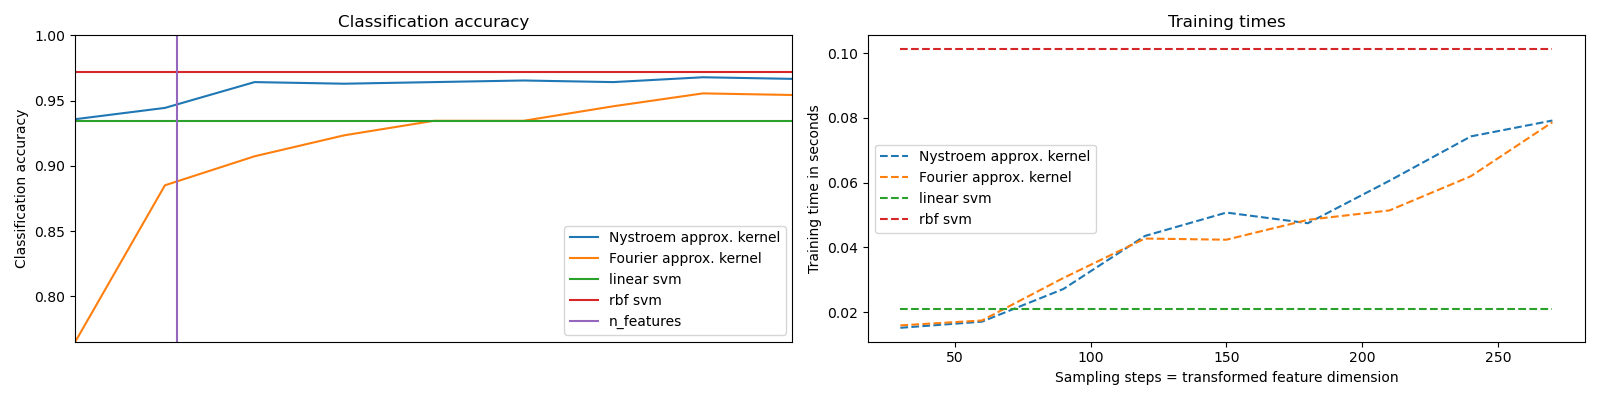 Classification accuracy
1.00
0.95
0.90
0.85
0.80
Classification accuracy
Nystroem approx. kernel
Fourier approx. kernel
linear svm
rbf svm
n_features
Training times
0.10
0.08
0.06
0.04
0.02
Training time in seconds
Nystroem approx. kernel
Fourier approx. kernel
linear svm
rbf svm
50
100
150
200
250
Sampling steps = transformed feature dimension